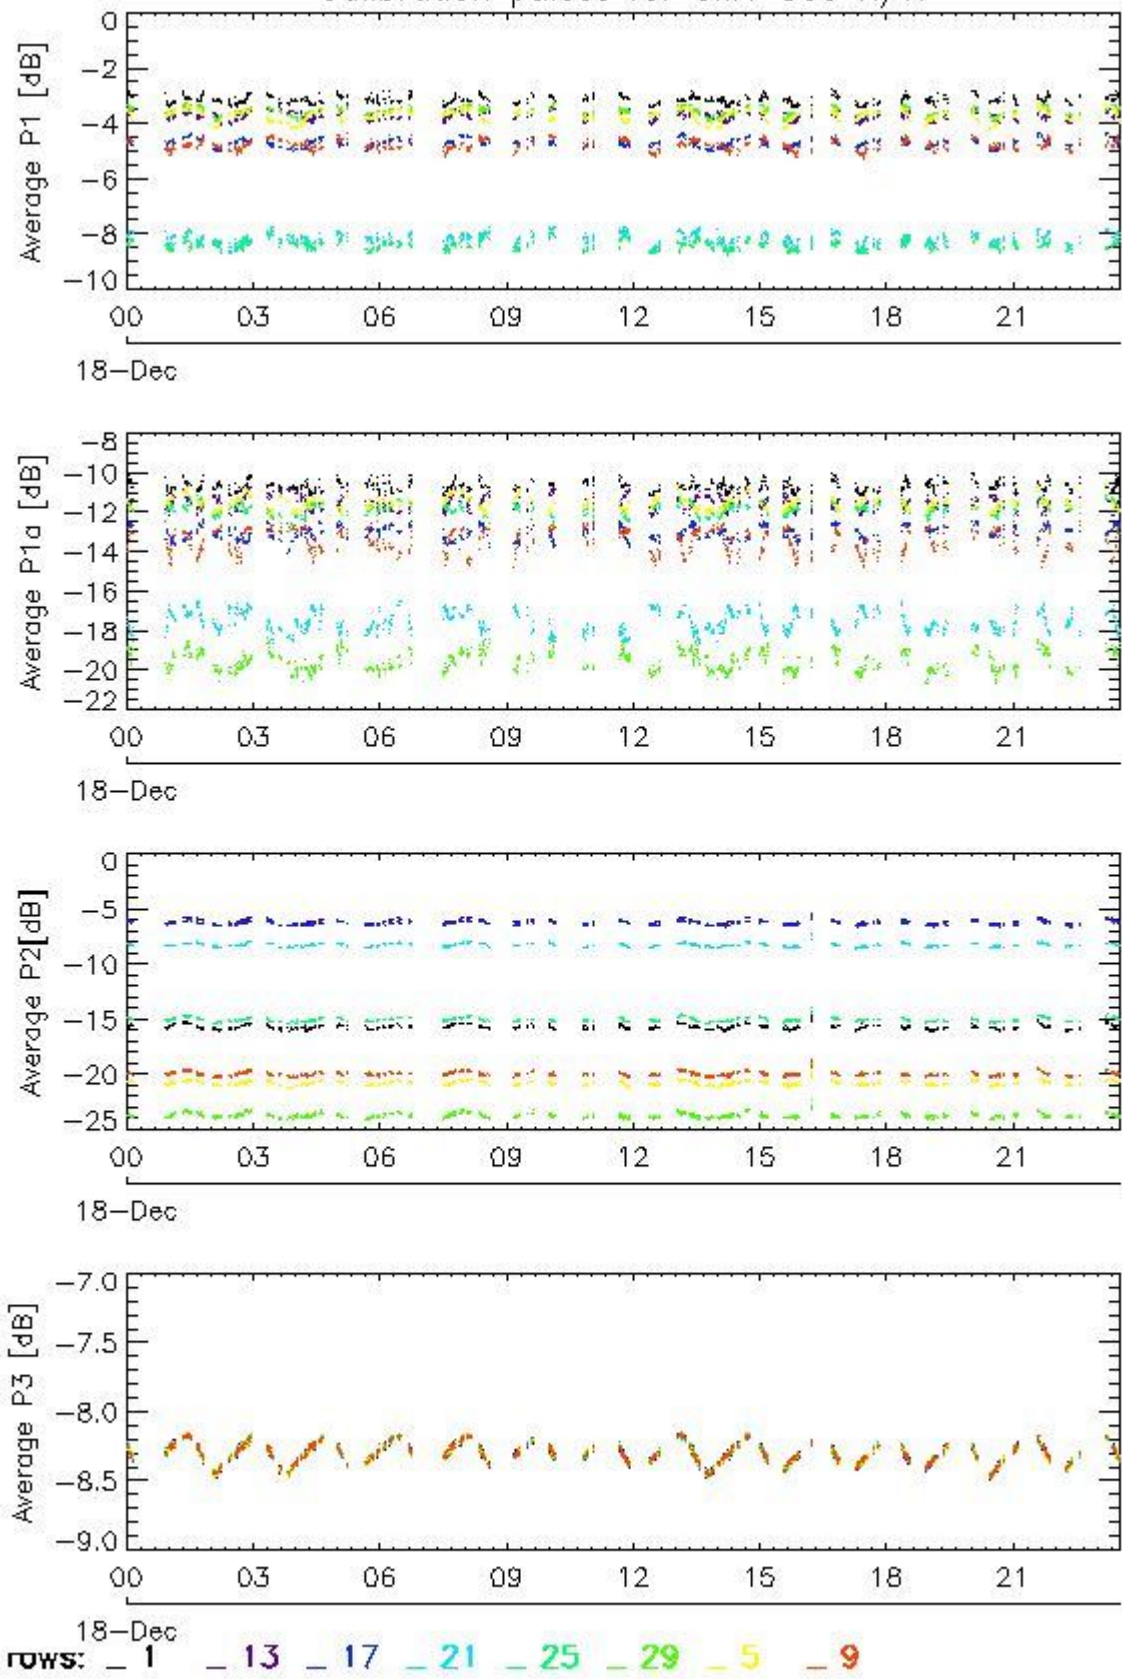 0
−2
−4
−6
−8
−10
Average P1 [dB]
00 03 06 09 12 15 18 21
18−Dec
−8
−10
−12
−14
−16
−18
−20
−22
Average P1a [dB]
00 03 06 09 12 15 18 21
18−Dec
0
−5
−10
−15
−20
−25
Average P2[dB]
00 03 06 09 12 15 18 21
18−Dec
−7.0
−7.5
−8.0
−8.5
−9.0
Average P3 [dB]
00 03 06 09 12 15 18 21
18−Dec
rows: _ 1 _ 13 _ 17 _ 21 _ 25 _ 29 _ 5 _ 9